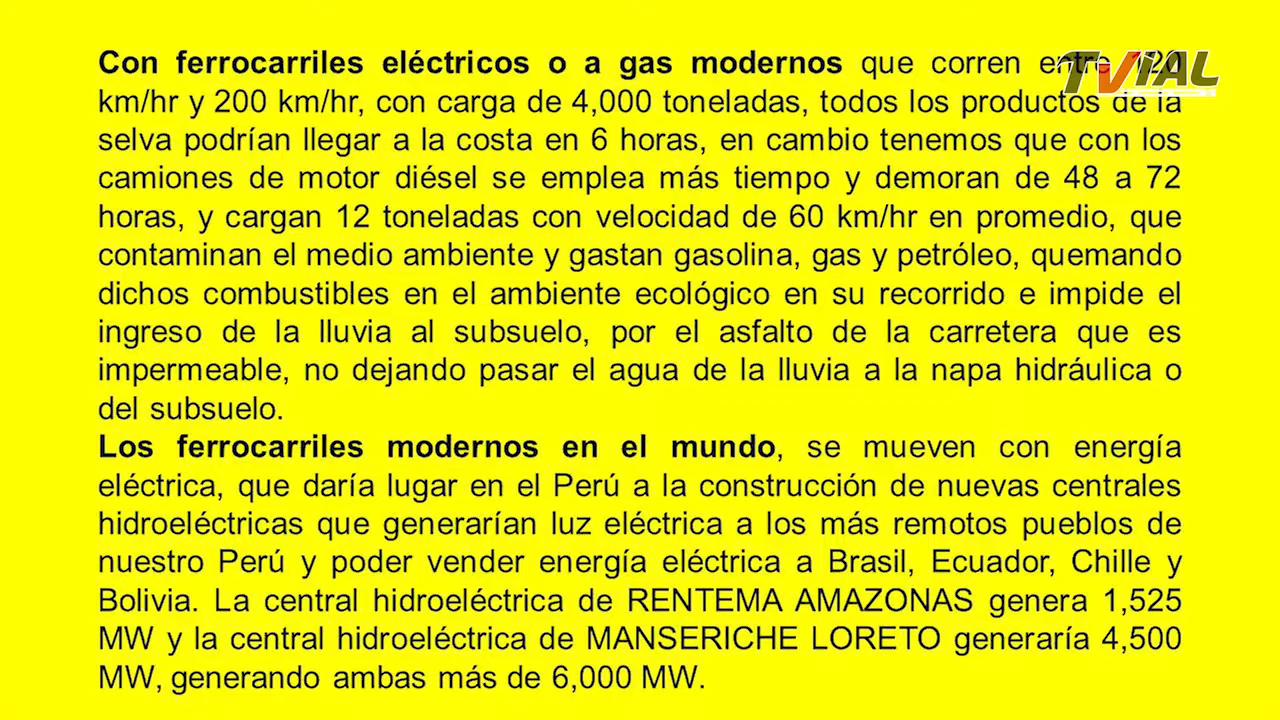 Con ferrocarriles eléctricos o a gas modernos que corren entre 120
TVIAL
km/hr y 200 km/hr, con carga de 4,000 toneladas, todos los productos de la
selva podrían llegar a la costa en 6 horas, en cambio tenemos que con los
camiones de motor diésel se emplea más tiempo y demoran de 48 a 72
horas, y cargan 12 toneladas con velocidad de 60 km/hr en promedio, que
contaminan el medio ambiente y gastan gasolina, gas y petróleo, quemando
dichos combustibles en el ambiente ecológico en su recorrido e impide el
ingreso de la lluvia al subsuelo, por el asfalto de la carretera que es
impermeable, no dejando pasar el agua de la lluvia a la napa hidráulica o
del subsuelo.
Los ferrocarriles modernos en el mundo, se mueven con energía
eléctrica, que daría lugar en el Perú a la construcción de nuevas centrales
hidroeléctricas que generarían luz eléctrica a los más remotos pueblos de
nuestro Perú y poder vender energía eléctrica a Brasil, Ecuador, Chille y
Bolivia. La central hidroeléctrica de RENTEMA AMAZONAS genera 1,525
MW y la central hidroeléctrica de MANSERICHE LORETO generaría 4,500
MW, generando ambas más de 6,000 MW.